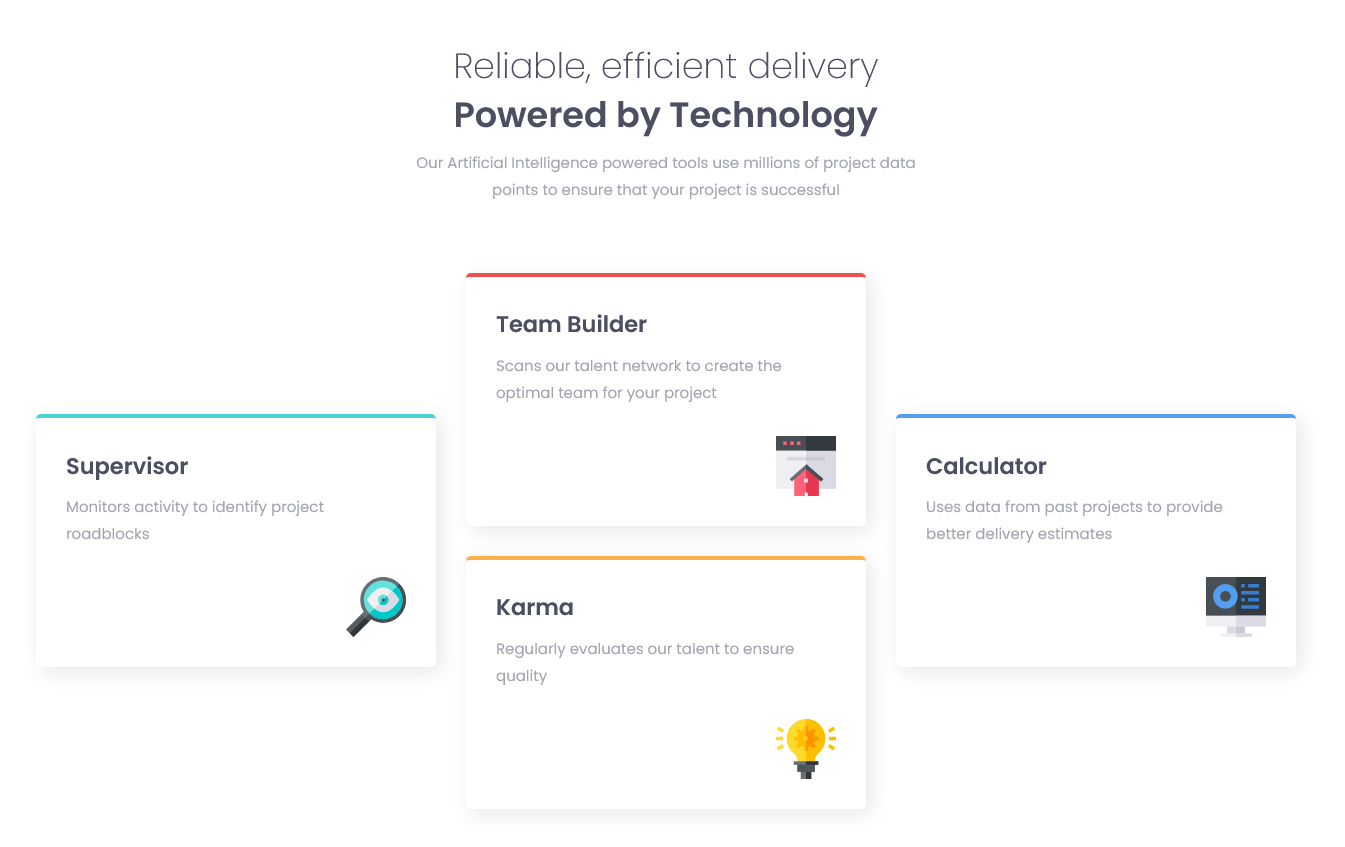 Reliable, efficient delivery
Powered by Technology
Our Artificial Intelligence powered tools use millions of project data
points to ensure that your project is successful
Supervisor
Monitors activity to identify project
roadblocks
Team Builder
Scans our talent network to create the
optimal team for your project
Karma
Regularly evaluates our talent to ensure
quality
Calculator
Uses data from past projects to provide
better delivery estimates